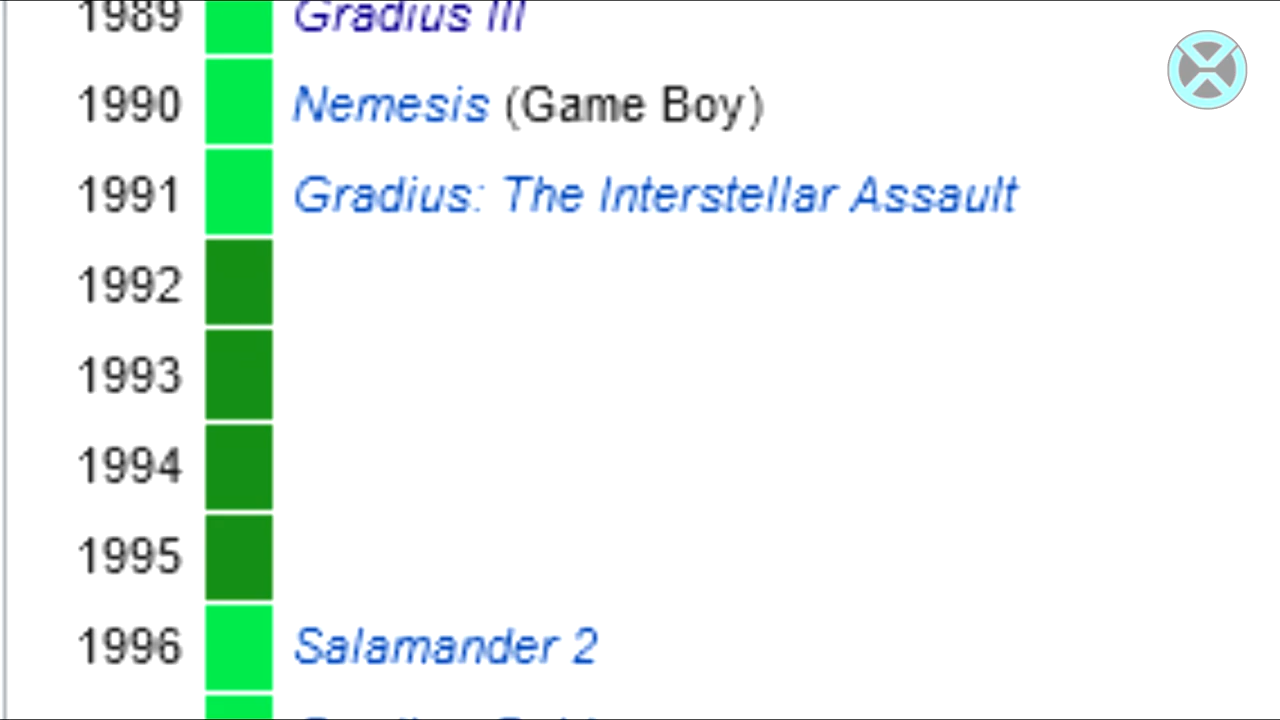 1989 Gradius III
1990 Nemesis (Game Boy)
1991 Gradius: The Interstellar Assault
1992
1993
1994
1995
1996 Salamander 2